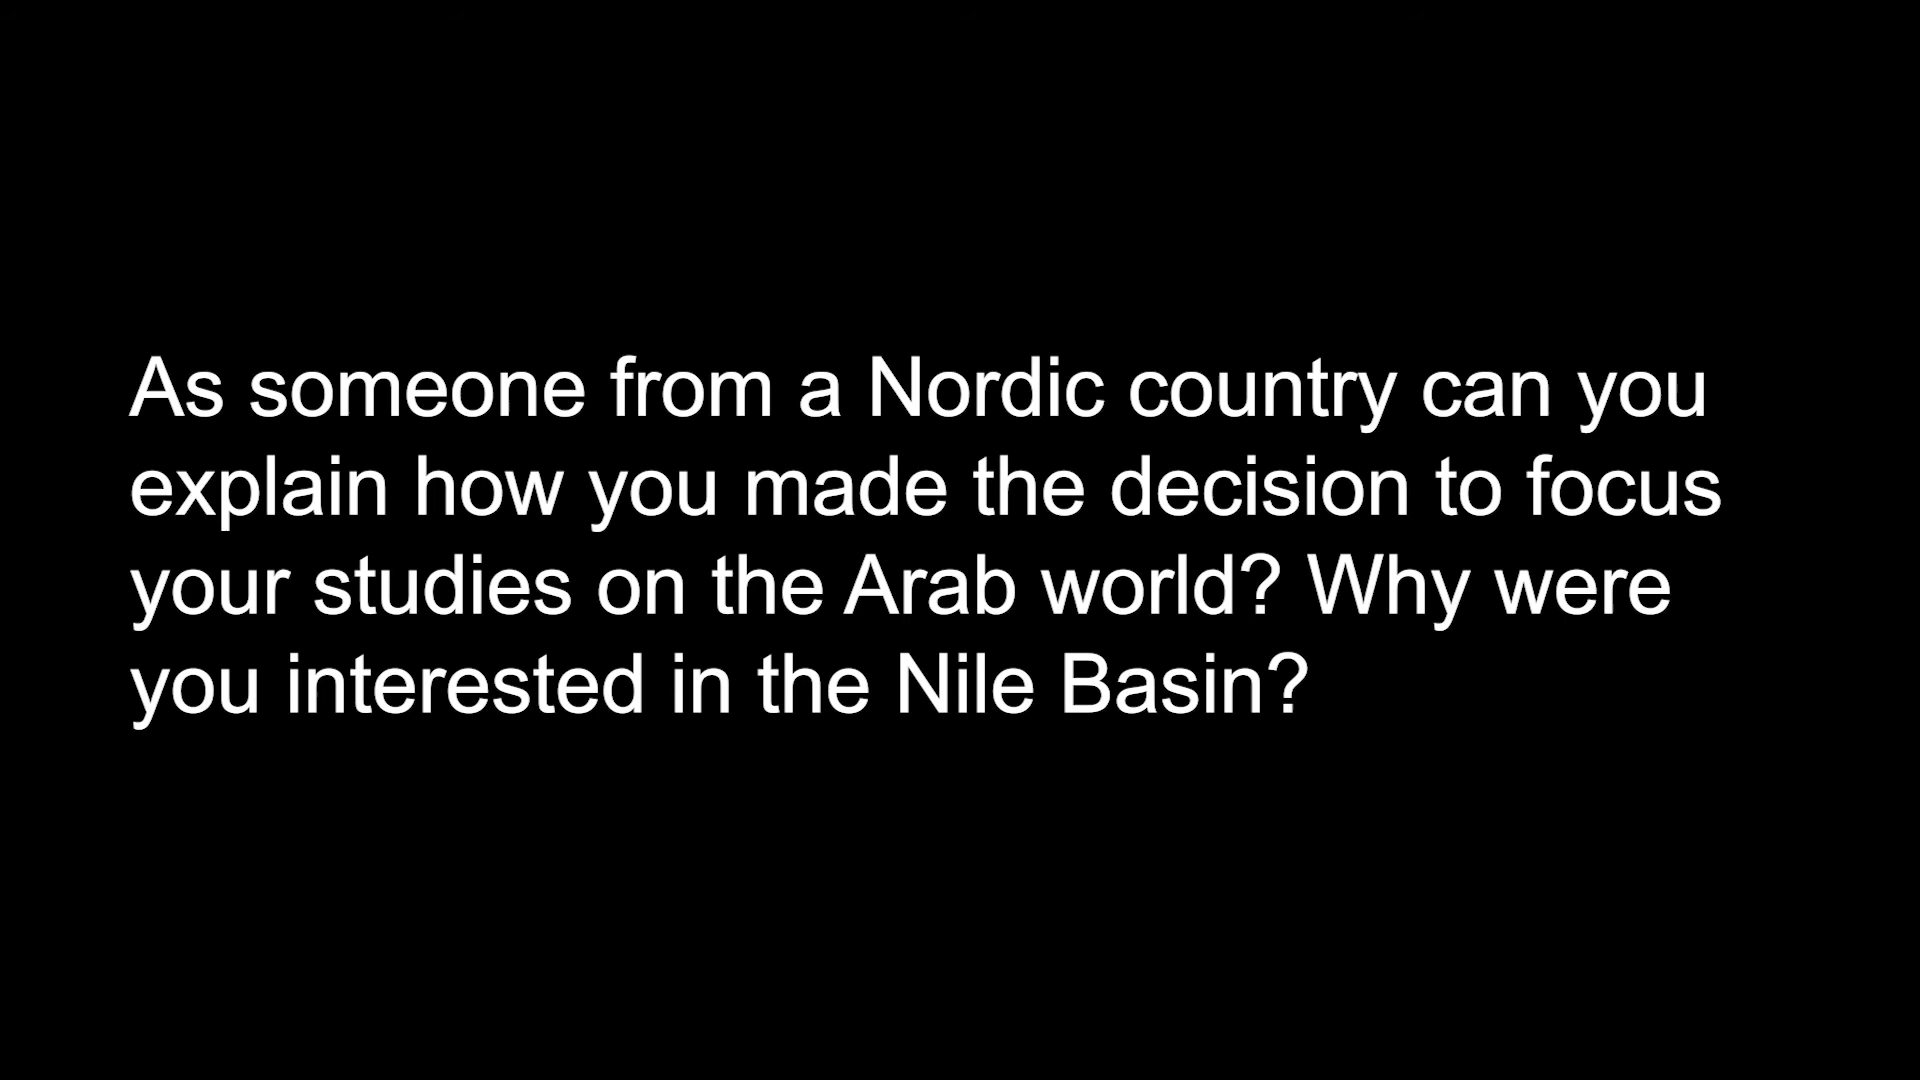 As someone from a Nordic country can you
explain how you made the decision to focus
your studies on the Arab world? Why were
you interested in the Nile Basin?